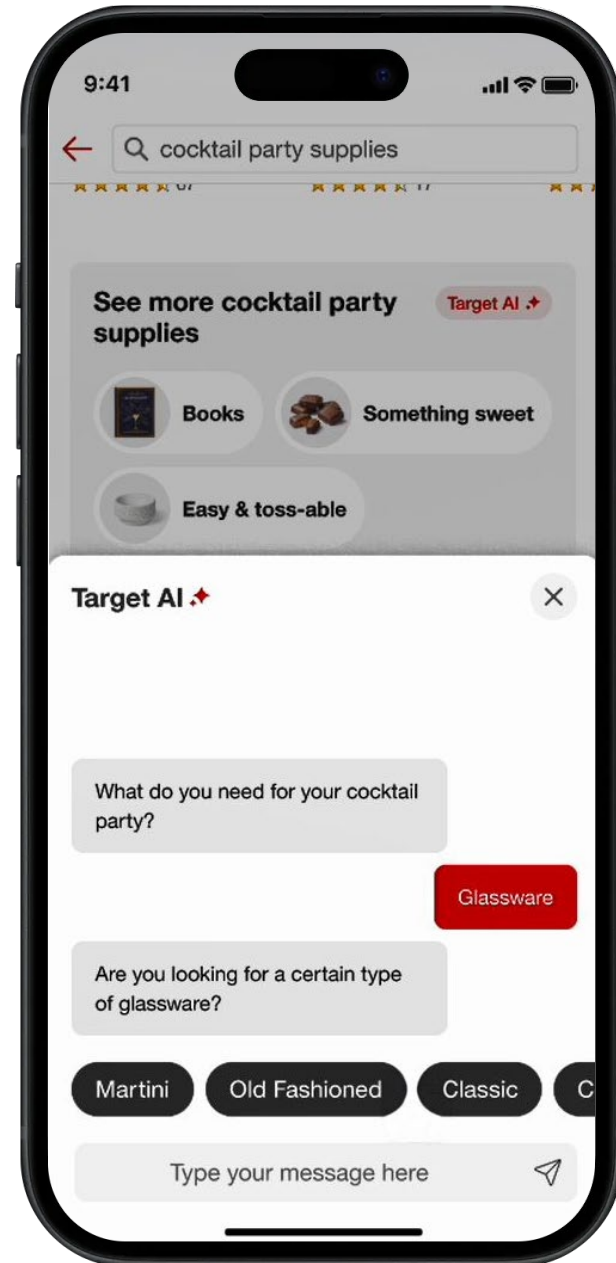 9:41
cocktail party supplies
17
See more cocktail party
supplies
Target AI
Books
Something sweet
Easy & toss-able
Target AI
What do you need for your cocktail
party?
Glassware
Are you looking for a certain type
of glassware?
Martini
Old Fashioned
Classic
C
Type your message here